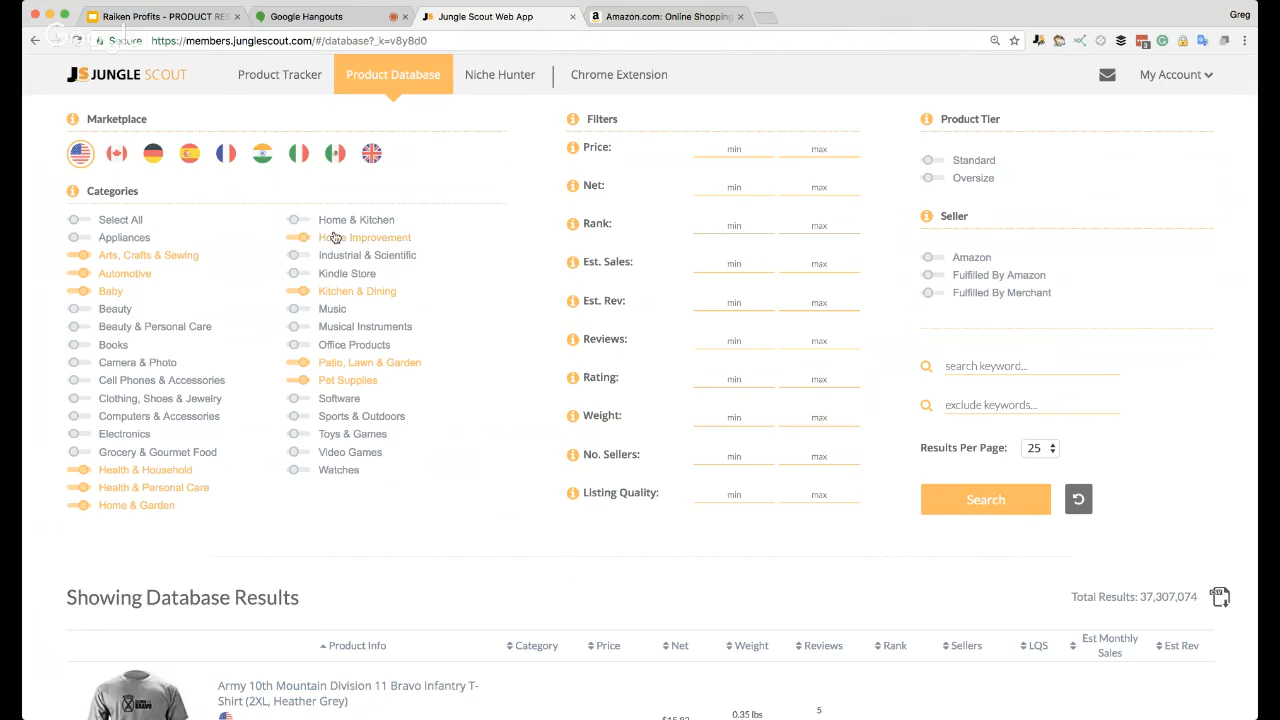 Raiken Profits - PRODUCT RES
Google Hangouts
Jungle Scout Web App
Amazon.com: Online Shopping
Greg
Secure
https://members.junglescout.com/#/database?_k=v8y8d0
JS JUNGLE SCOUT
Product Tracker
Product Database
Niche Hunter
Chrome Extension
My Account
Marketplace
Categories
Select All
Appliances
Arts, Crafts & Sewing
Automotive
Baby
Beauty
Beauty & Personal Care
Books
Camera & Photo
Cell Phones & Accessories
Clothing, Shoes & Jewelry
Computers & Accessories
Electronics
Grocery & Gourmet Food
Health & Household
Health & Personal Care
Home & Garden
Home & Kitchen
Home Improvement
Industrial & Scientific
Kindle Store
Kitchen & Dining
Music
Musical Instruments
Office Products
Patio, Lawn & Garden
Pet Supplies
Software
Sports & Outdoors
Toys & Games
Video Games
Watches
Filters
Price: min max
Net: min max
Rank: min max
Est. Sales: min max
Est. Rev: min max
Reviews: min max
Rating: min max
Weight: min max
No. Sellers: min max
Listing Quality: min max
Product Tier
Standard
Oversize
Seller
Amazon
Fulfilled By Amazon
Fulfilled By Merchant
search keyword...
exclude keywords...
Results Per Page: 25
Search
Showing Database Results
Total Results: 37,307,074
CSV
Product Info
Category
Price
Net
Weight
Reviews
Rank
Sellers
LQS
Est Monthly
Sales
Est Rev
Army 10th Mountain Division 11 Bravo Infantry T-
Shirt (2XL, Heather Grey)
$15.92
0.35 lbs
5